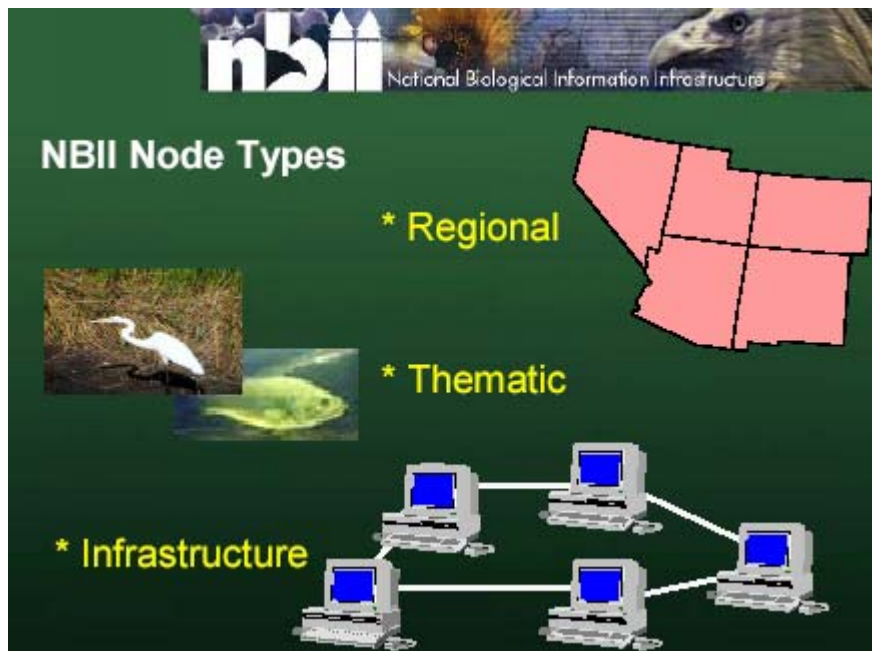 nbii
National Biological Information Infrastructure
NBII Node Types
* Regional
* Thematic
* Infrastructure